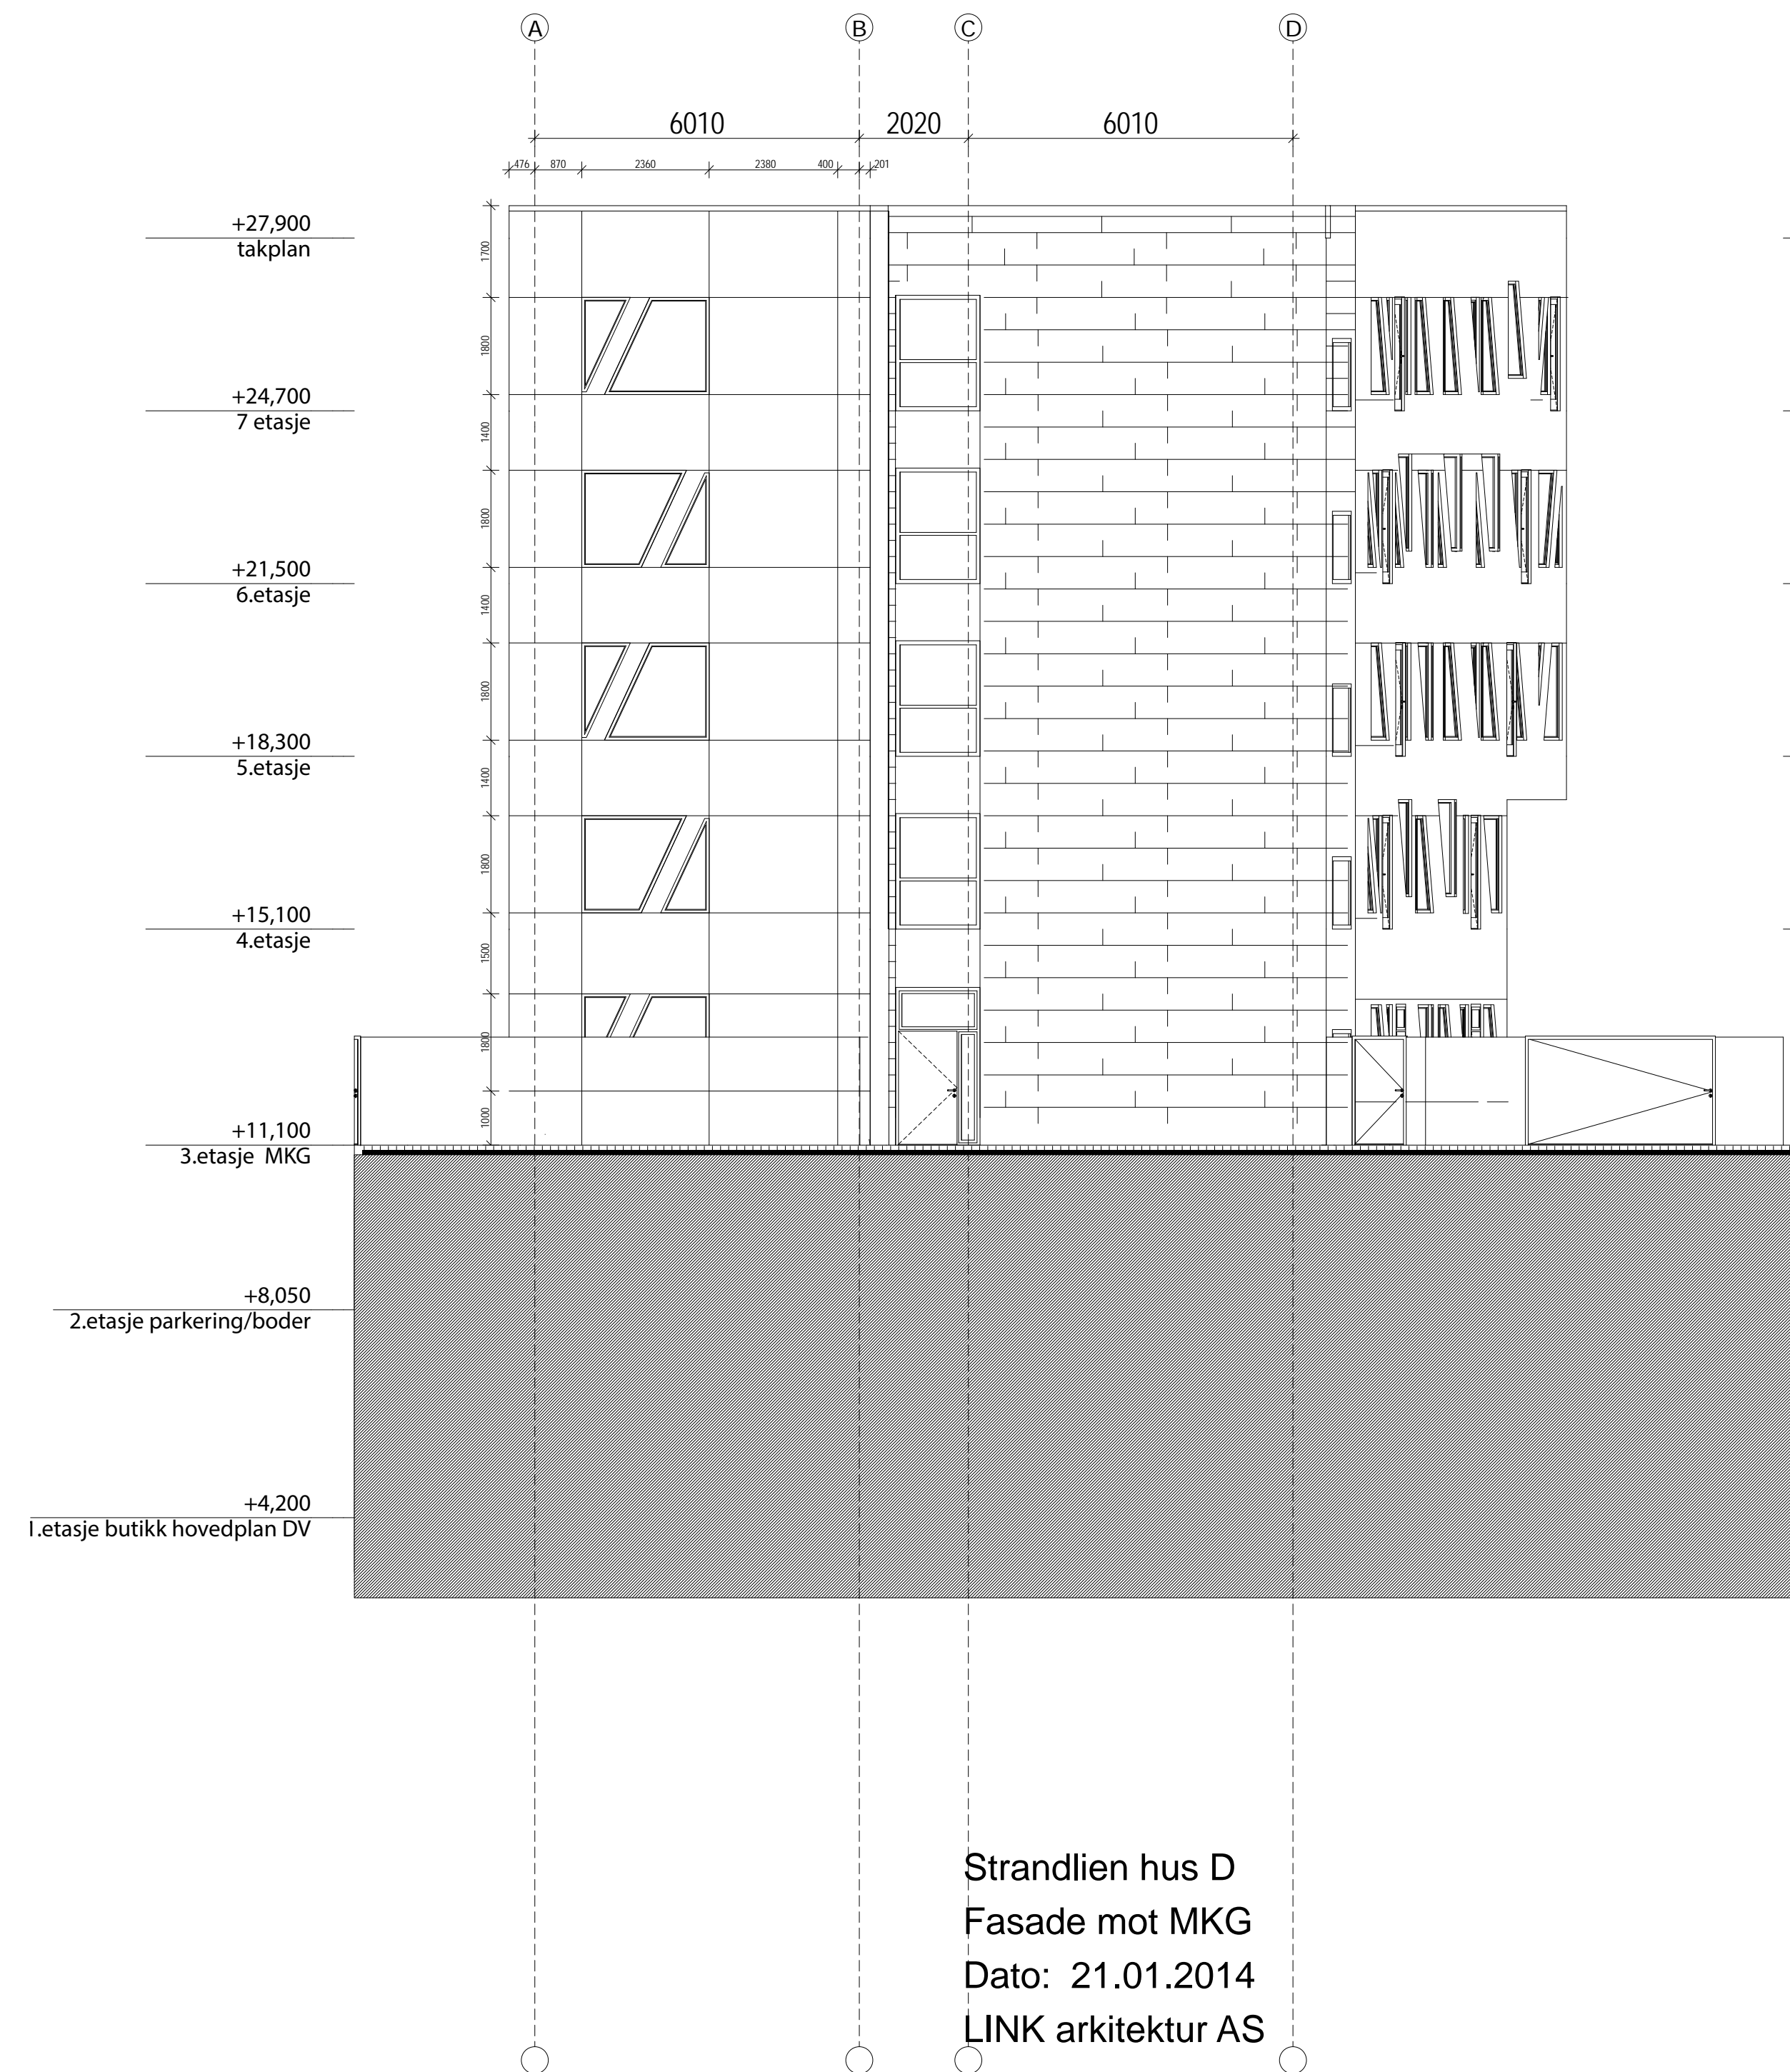 A B C D
6010 2020 6010
476 870 2360 2380 400 201
+27,900
takplan
1700
1800
+24,700
7 etasje
1400
1800
+21,500
6.etasje
1400
1800
+18,300
5.etasje
1400
1800
+15,100
4.etasje
1500
1800
1000
+11,100
3.etasje MKG
+8,050
2.etasje parkering/boder
+4,200
1.etasje butikk hovedplan DV
Strandlien hus D
Fasade mot MKG
Dato: 21.01.2014
LINK arkitektur AS